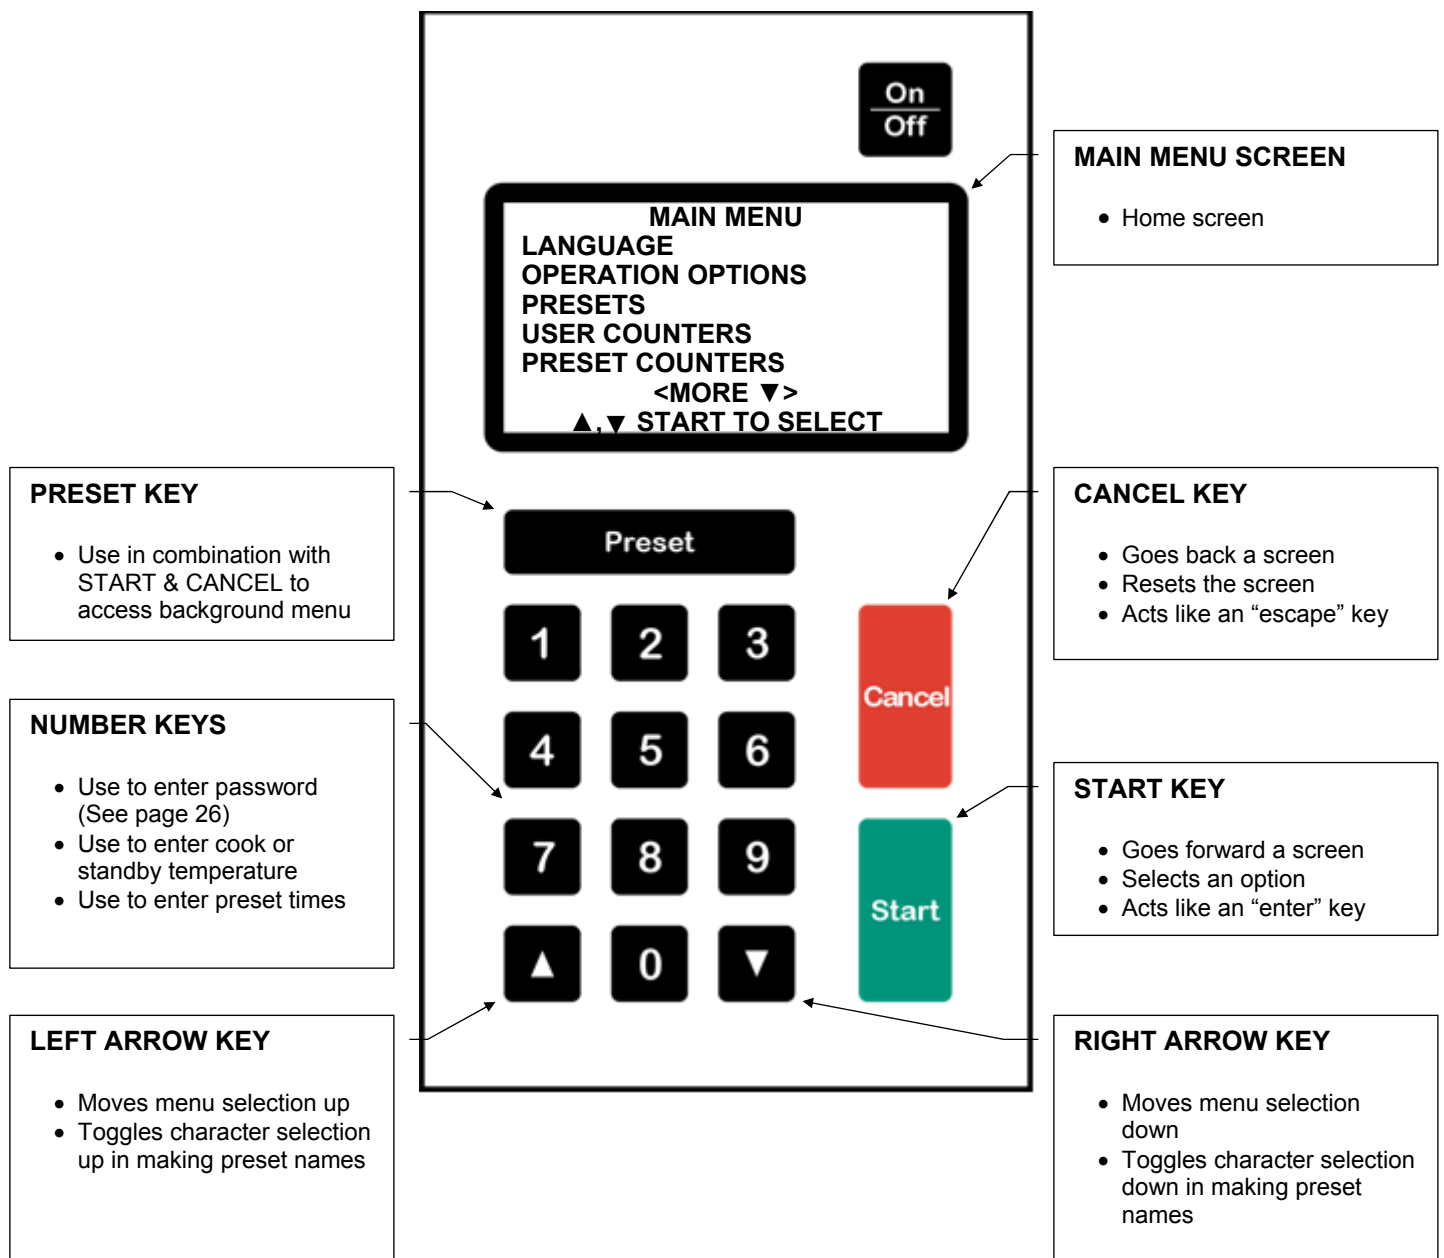 On
Off
MAIN MENU SCREEN
• Home screen
MAIN MENU
LANGUAGE
OPERATION OPTIONS
PRESETS
USER COUNTERS
PRESET COUNTERS
<MORE ▼>
▲,▼ START TO SELECT
PRESET KEY
• Use in combination with
START & CANCEL to
access background menu
CANCEL KEY
• Goes back a screen
• Resets the screen
• Acts like an “escape” key
Preset
1 2 3
Cancel
4 5 6
NUMBER KEYS
• Use to enter password
(See page 26)
• Use to enter cook or
standby temperature
• Use to enter preset times
START KEY
• Goes forward a screen
• Selects an option
• Acts like an “enter” key
7 8 9
Start
▲ 0 ▼
LEFT ARROW KEY
• Moves menu selection up
• Toggles character selection
up in making preset names
RIGHT ARROW KEY
• Moves menu selection
down
• Toggles character selection
down in making preset
names